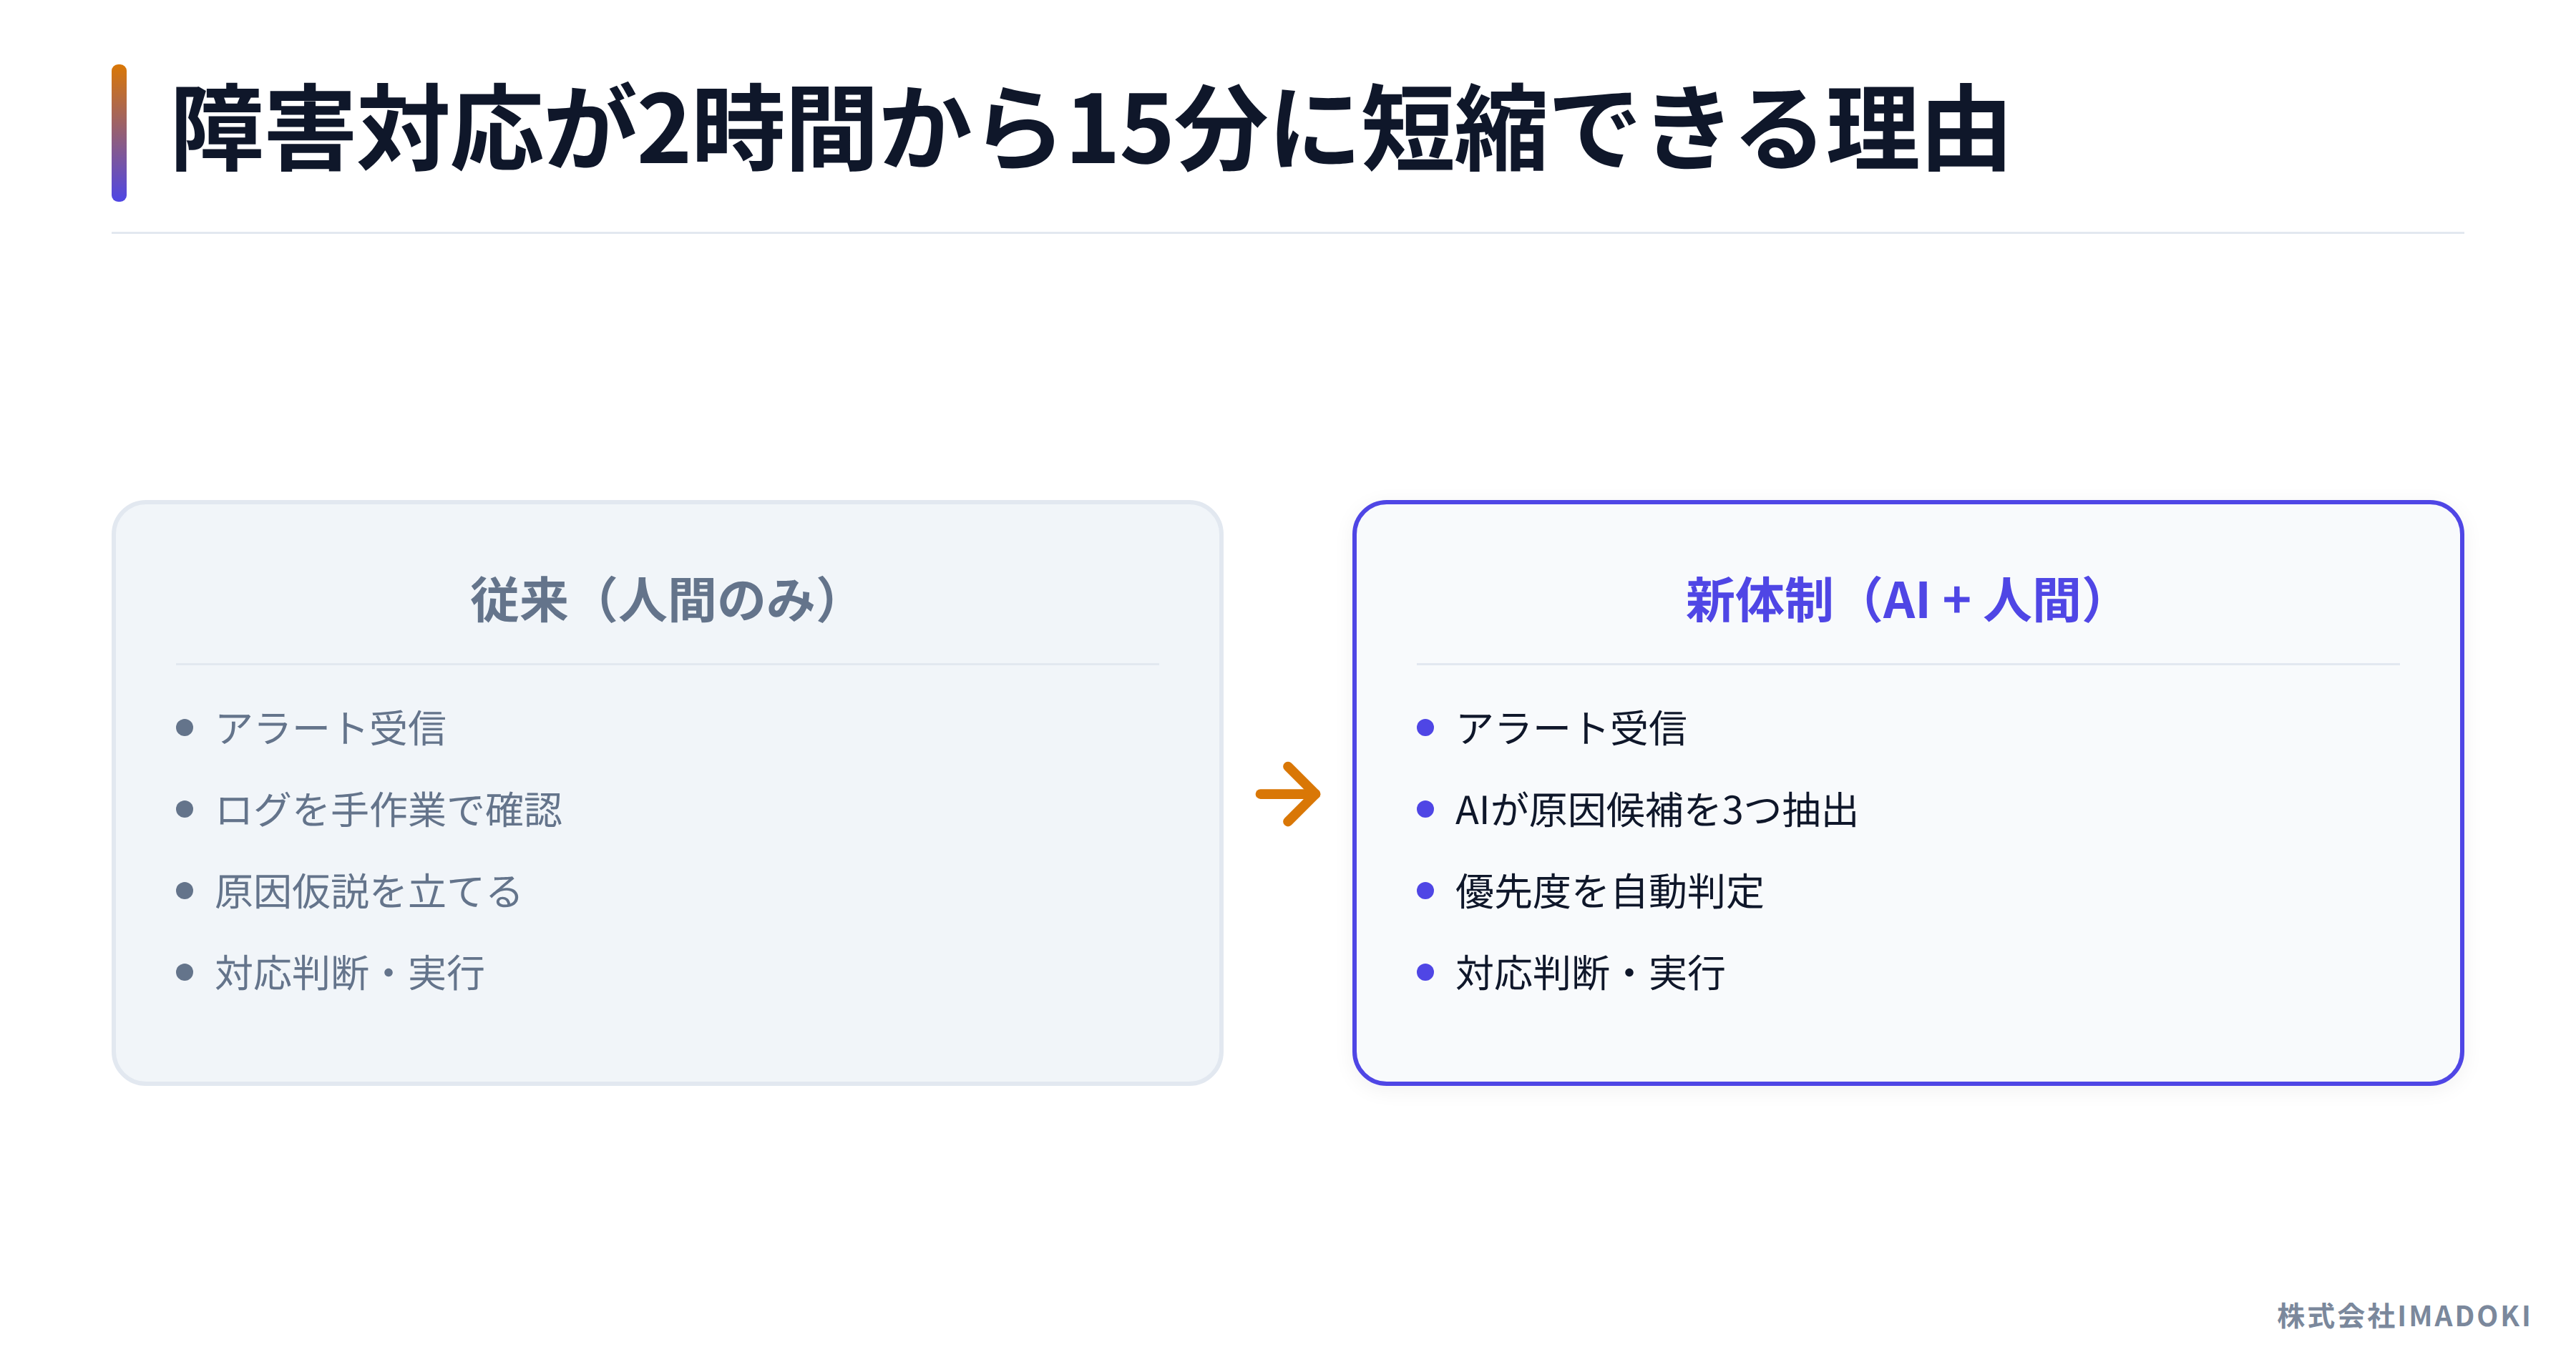 障害対応が2時間から15分に短縮できる理由
従来（人間のみ）
アラート受信
ログを手作業で確認
原因仮説を立てる
対応判断・実行
新体制（AI + 人間）
アラート受信
AIが原因候補を3つ抽出
優先度を自動判定
対応判断・実行
株式会社IMADOKI